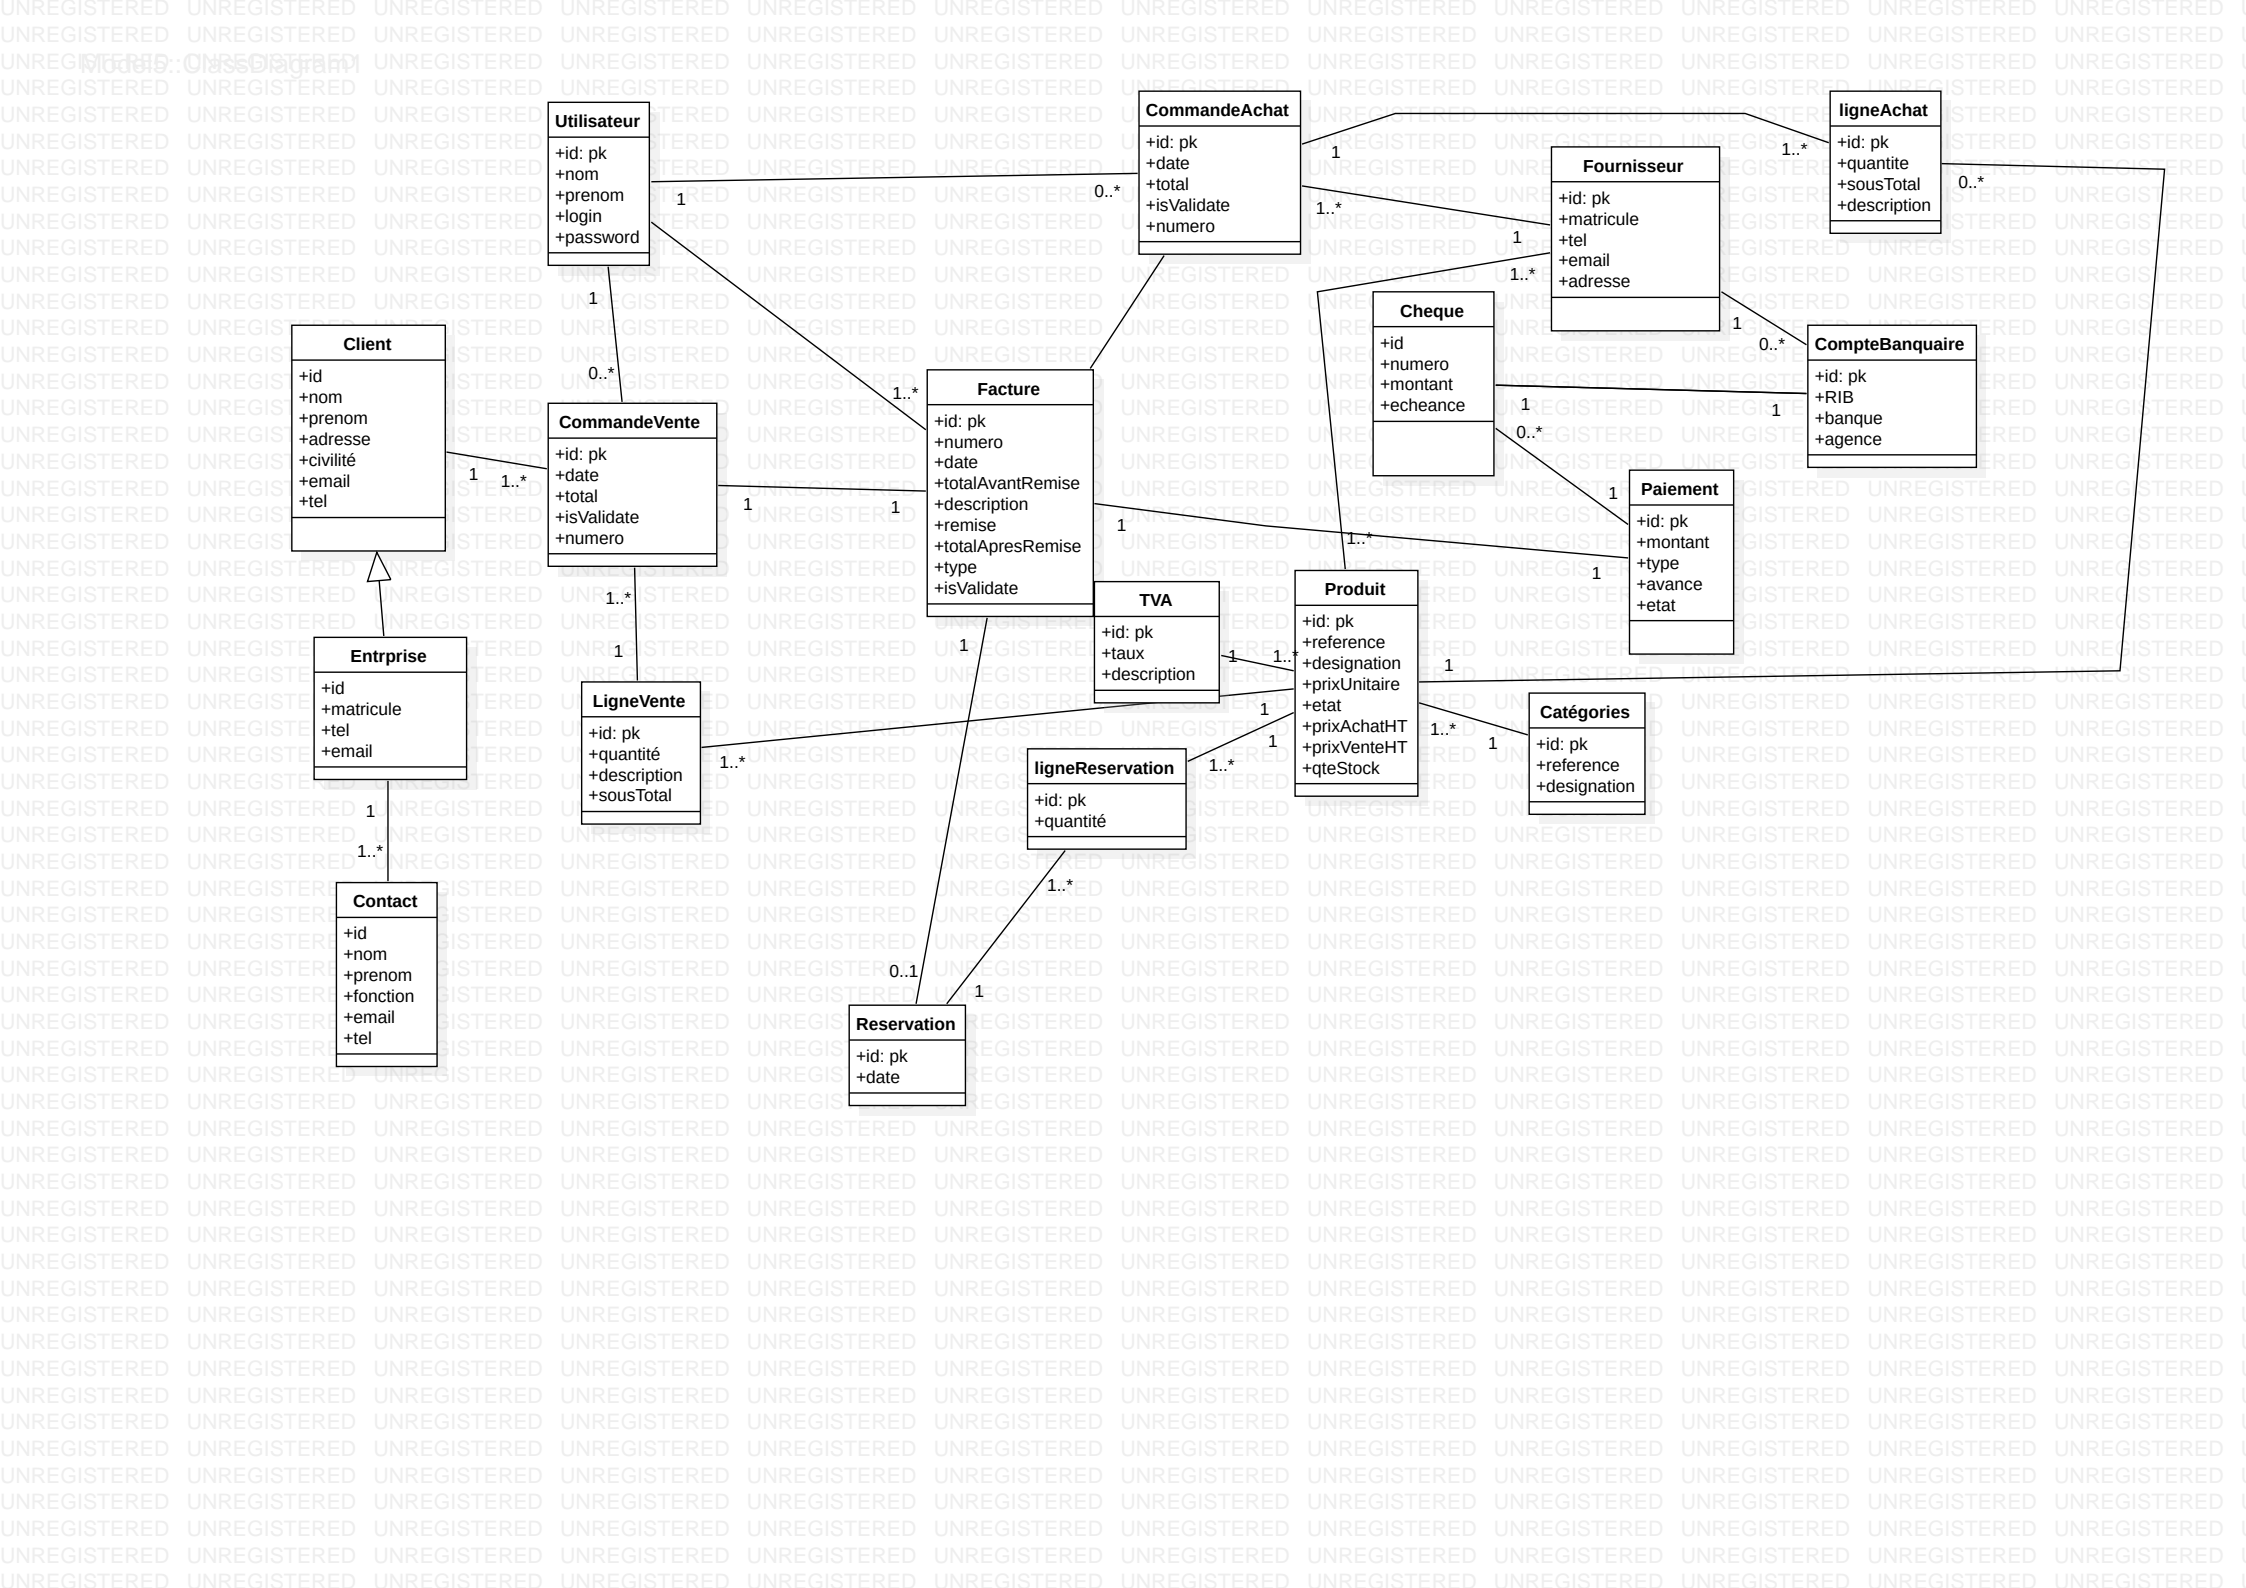 Models::ClassDiagram1
Utilisateur
+id: pk
+nom
+prenom
+login
+password
1
0..*
1
0..*
1..*
CommandeAchat
+id: pk
+date
+total
+isValidate
+numero
1
1..*
1..*
1
ligneAchat
+id: pk
+quantite
+sousTotal
+description
0..*
Fournisseur
+id: pk
+matricule
+tel
+email
+adresse
1..*
1
0..*
Cheque
+id
+numero
+montant
+echeance
1
1
0..*
1
CompteBanquaire
+id: pk
+RIB
+banque
+agence
Client
+id
+nom
+prenom
+adresse
+civilité
+email
+tel
1
1..*
CommandeVente
+id: pk
+date
+total
+isValidate
+numero
1
1
1..*
1
Facture
+id: pk
+numero
+date
+totalAvantRemise
+description
+remise
+totalApresRemise
+type
+isValidate
1
1
1
0..1
Paiement
+id: pk
+montant
+type
+avance
+etat
TVA
+id: pk
+taux
+description
1
1..*
1..*
Produit
+id: pk
+reference
+designation
+prixUnitaire
+etat
+prixAchatHT
+prixVenteHT
+qteStock
1
1
1
1..*
1
Catégories
+id: pk
+reference
+designation
Entrprise
+id
+matricule
+tel
+email
1
1..*
LigneVente
+id: pk
+quantité
+description
+sousTotal
1..*
ligneReservation
+id: pk
+quantité
1..*
1..*
1
Contact
+id
+nom
+prenom
+fonction
+email
+tel
Reservation
+id: pk
+date
UNREGISTERED